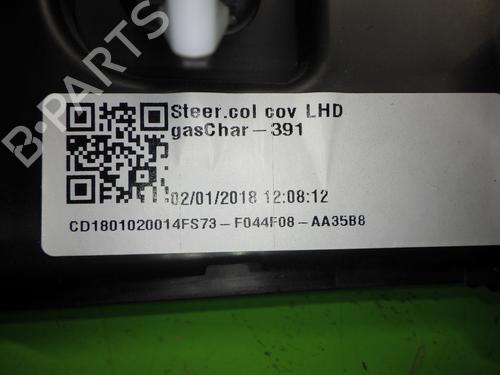 B-PARTS
Steer.col cov LHD
gasChar-391
02/01/2018 12:08:12
CD1801020014FS73-F044F08-AA35B8